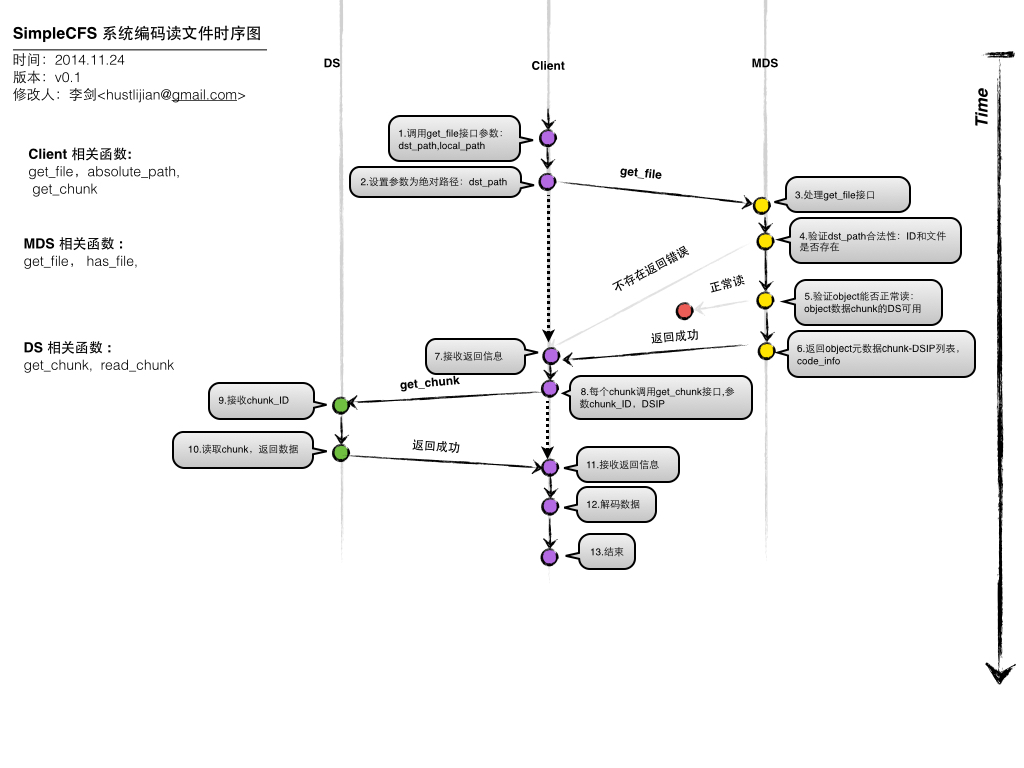 SimpleCFS 系统编码读文件时序图
时间：2014.11.24
版本：v0.1
修改人：李剑<hustlijian@gmail.com>
DS
Client
MDS
Time
Client 相关函数:
get_file，absolute_path,
get_chunk
MDS 相关函数：
get_file， has_file,
DS 相关函数：
get_chunk, read_chunk
1.调用get_file接口参数：
dst_path,local_path
2.设置参数为绝对路径：dst_path
get_file
3.处理get_file接口
4.验证dst_path合法性：ID和文件
是否存在
不存在返回错误
正常读
5.验证object能否正常读：
object数据chunk的DS可用
返回成功
6.返回object元数据chunk-DSIP列表，
code_info
7.接收返回信息
get_chunk
8.每个chunk调用get_chunk接口,参
数chunk_ID、DSIP
9.接收chunk_ID
10.读取chunk，返回数据
返回成功
11.接收返回信息
12.解码数据
13.结束